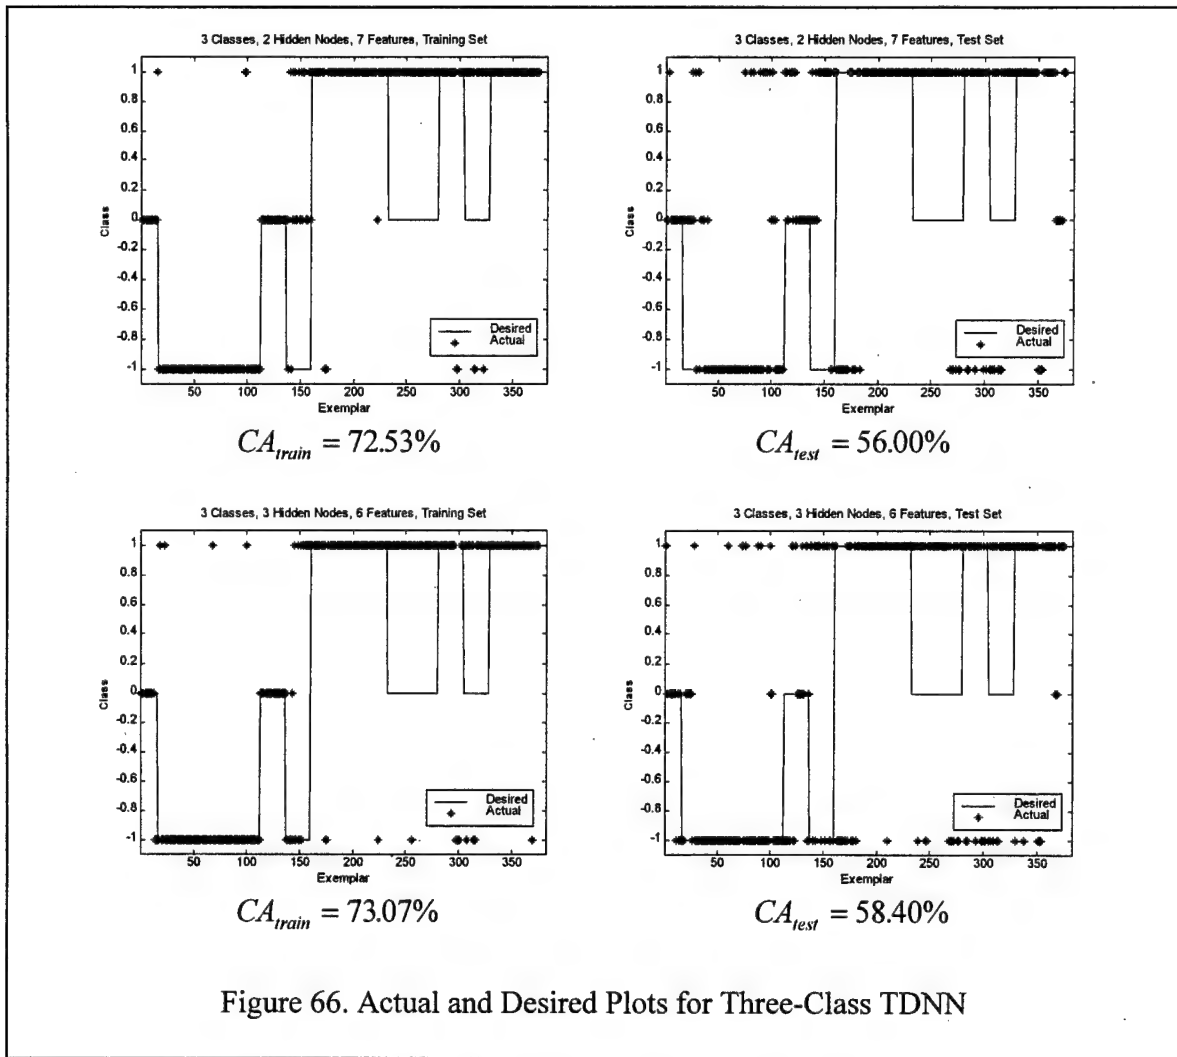 3 Classes, 2 Hidden Nodes, 7 Features, Training Set
1
0.8
0.6
0.4
0.2
0
-0.2
-0.4
-0.6
-0.8
-1
Class
Desired
Actual
50 100 150 200 250 300 350
Exemplar
CAtrain = 72.53%
3 Classes, 2 Hidden Nodes, 7 Features, Test Set
1
0.8
0.6
0.4
0.2
0
-0.2
-0.4
-0.6
-0.8
-1
Class
Desired
Actual
50 100 150 200 250 300 350
Exemplar
CAtest = 56.00%
3 Classes, 3 Hidden Nodes, 6 Features, Training Set
1
0.8
0.6
0.4
0.2
0
-0.2
-0.4
-0.6
-0.8
-1
Class
Desired
Actual
50 100 150 200 250 300 350
Exemplar
CAtrain = 73.07%
3 Classes, 3 Hidden Nodes, 6 Features, Test Set
1
0.8
0.6
0.4
0.2
0
-0.2
-0.4
-0.6
-0.8
-1
Class
Desired
Actual
50 100 150 200 250 300 350
Exemplar
CAtest = 58.40%
Figure 66. Actual and Desired Plots for Three-Class TDNN